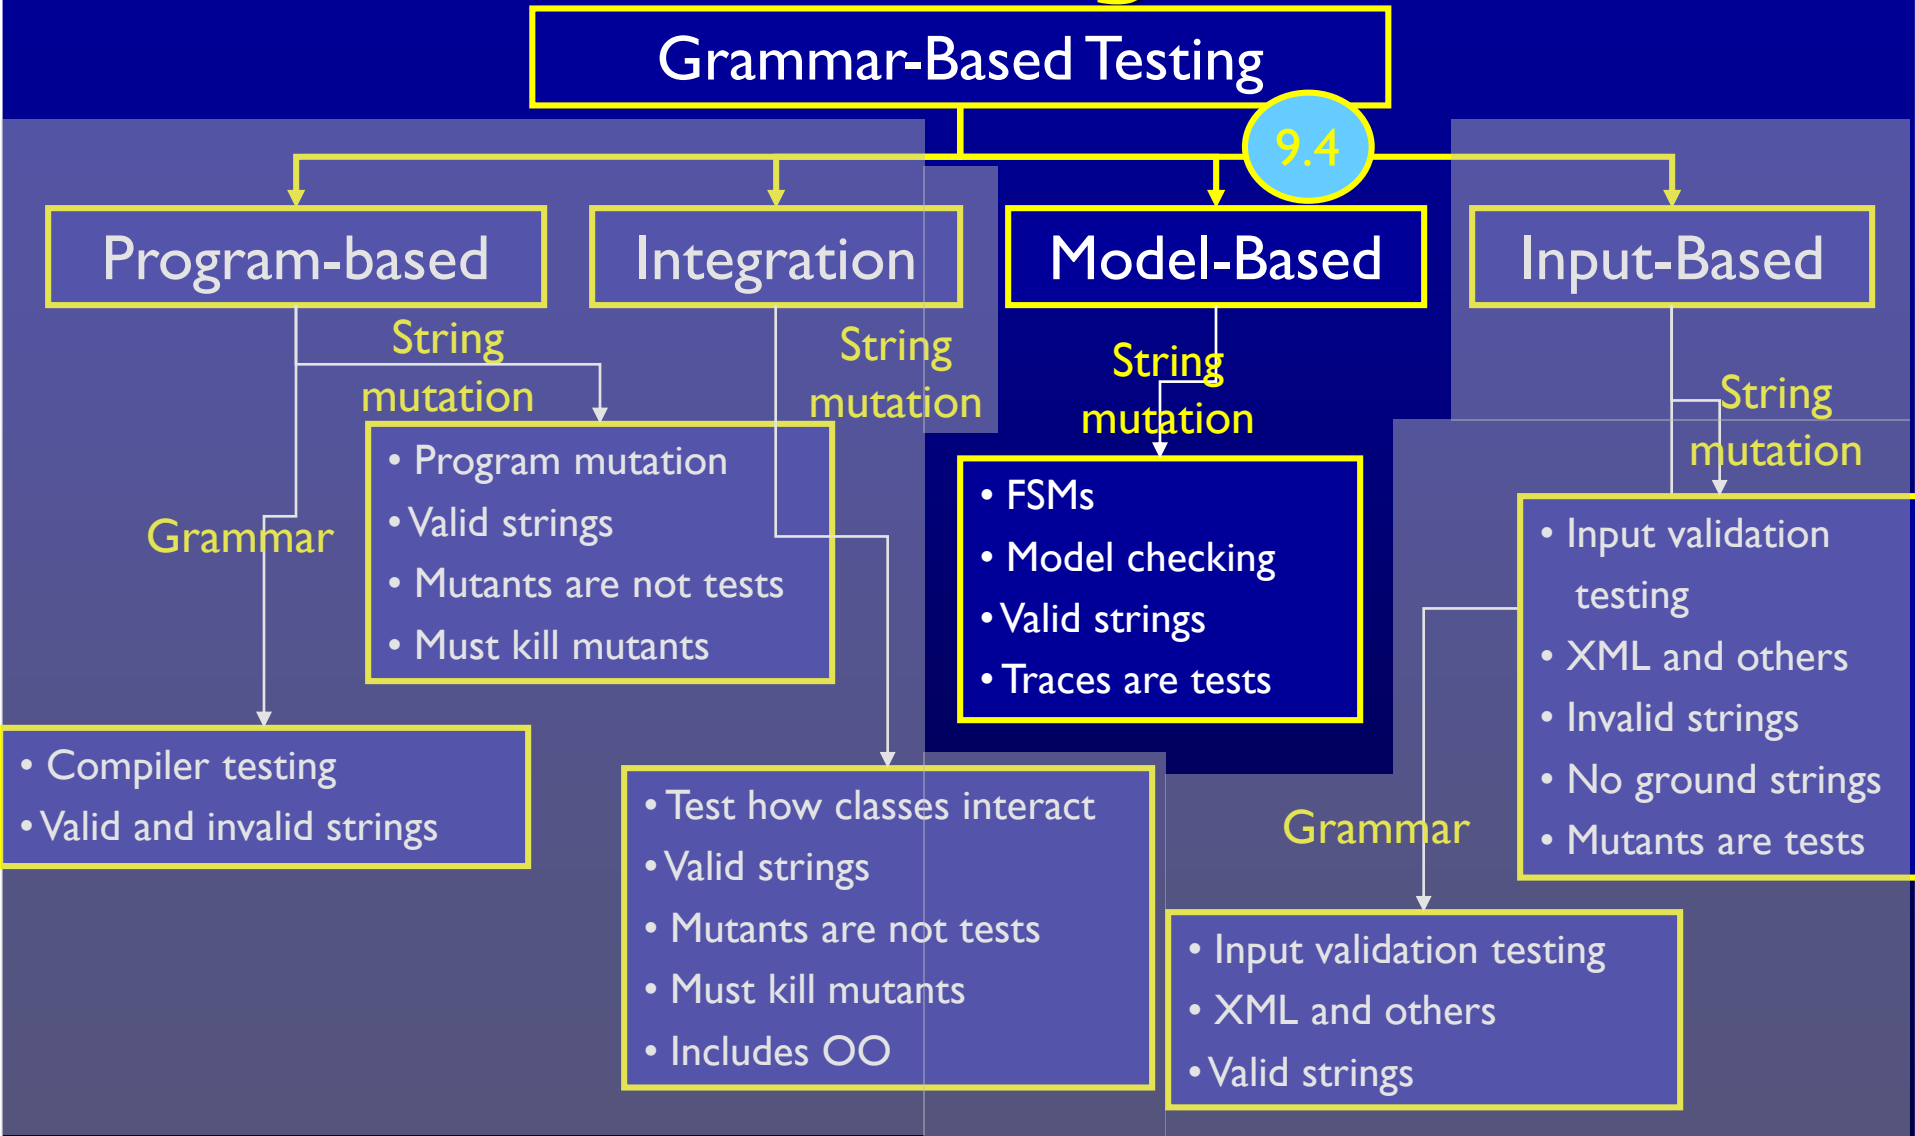 Grammar-Based Testing
9.4
Program-based
Integration
Model-Based
Input-Based
String
mutation
String
mutation
String
mutation
String
mutation
Grammar
• Program mutation
• Valid strings
• Mutants are not tests
• Must kill mutants
• FSMs
• Model checking
• Valid strings
• Traces are tests
• Input validation
testing
• XML and others
• Invalid strings
• No ground strings
• Mutants are tests
• Compiler testing
• Valid and invalid strings
• Test how classes interact
• Valid strings
• Mutants are not tests
• Must kill mutants
• Includes OO
Grammar
• Input validation testing
• XML and others
• Valid strings